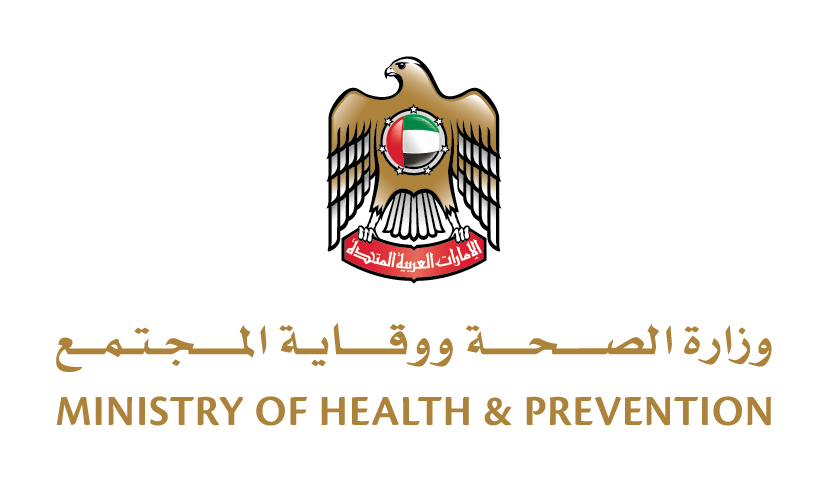 الإمارات العربية المتحدة
وزارة الصحة ووقاية المجتمع
MINISTRY OF HEALTH & PREVENTION